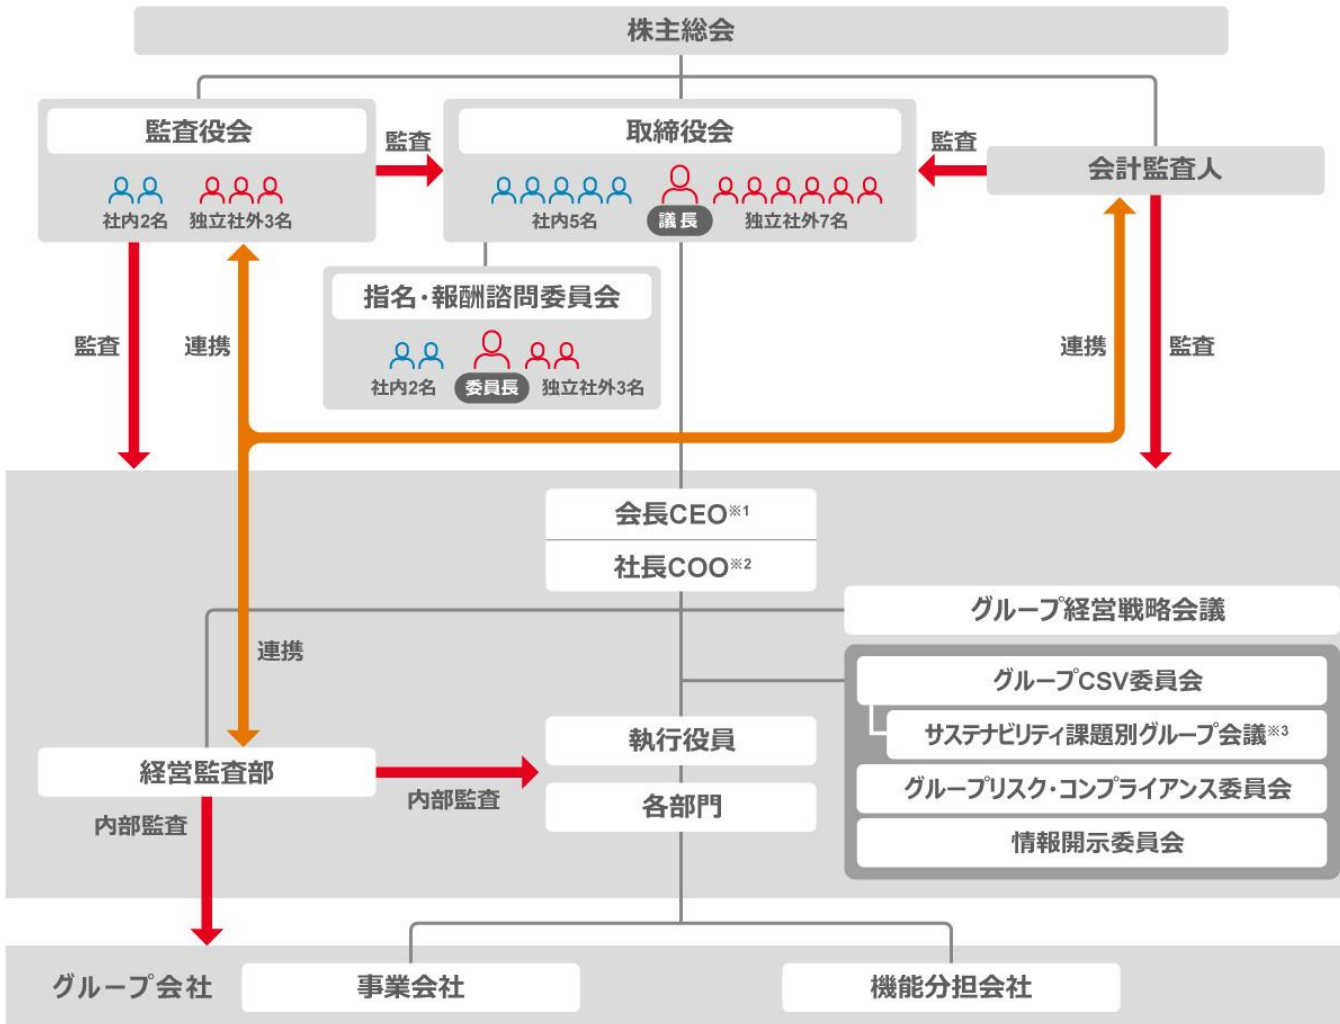 株主総会
監査役会
監査
取締役会
監査
会計監査人
社内2名
独立社外3名
社内5名
議長
独立社外7名
指名・報酬諮問委員会
社内2名
委員長
独立社外3名
監査
連携
連携
監査
会長CEO※1
社長COO※2
グループ経営戦略会議
連携
グループCSV委員会
サステナビリティ課題別グループ会議※3
執行役員
経営監査部
内部監査
グループリスク・コンプライアンス委員会
各部門
内部監査
情報開示委員会
グループ会社
事業会社
機能分担会社